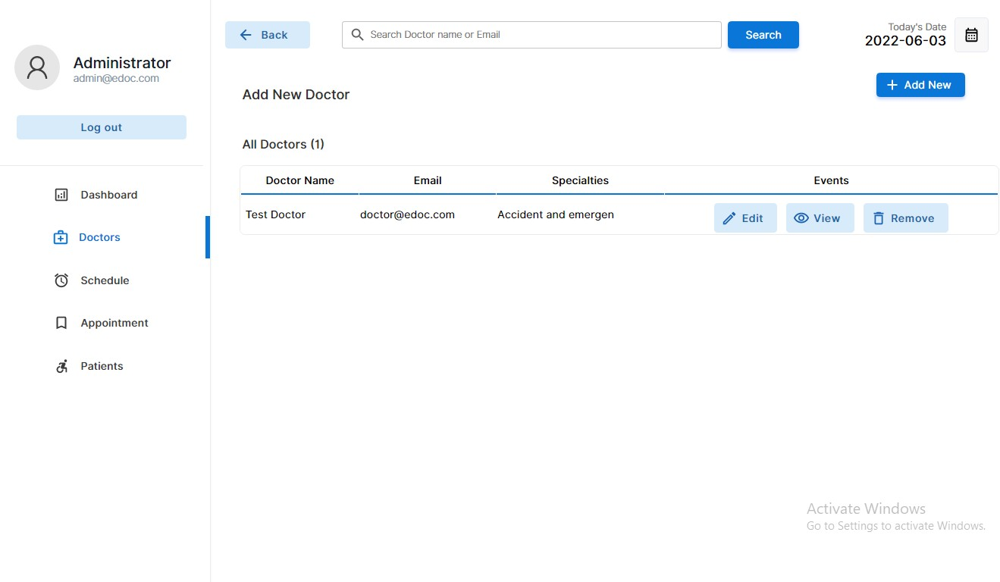 Administrator
admin@edoc.com
Log out
Dashboard
Doctors
Schedule
Appointment
Patients
Back
Search Doctor name or Email
Search
Today's Date
2022-06-03
Add New Doctor
Add New
All Doctors (1)
Doctor Name Email Specialties Events
Test Doctor doctor@edoc.com Accident and emergen Edit View Remove
Activate Windows
Go to Settings to activate Windows.